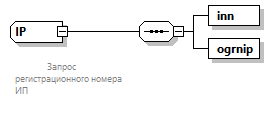 IP
inn
ogrnip
Запрос
регистрационного номера
ИП